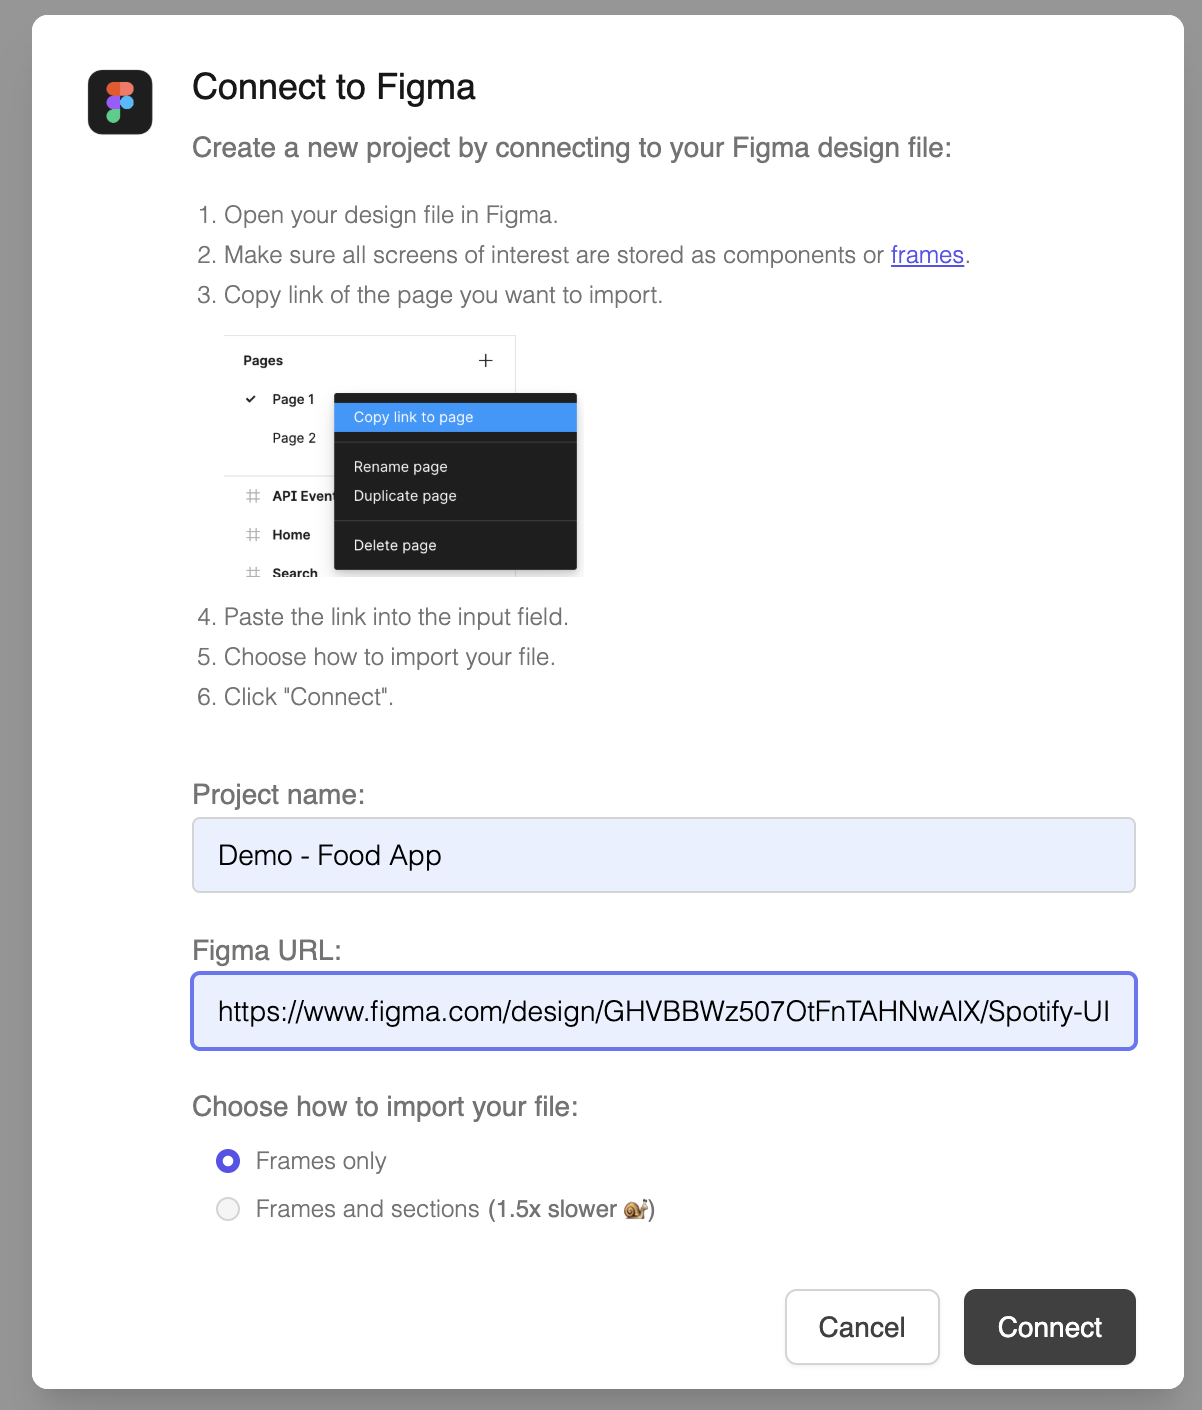 Connect to Figma
Create a new project by connecting to your Figma design file:
1. Open your design file in Figma.
2. Make sure all screens of interest are stored as components or frames.
3. Copy link of the page you want to import.
Pages
Page 1
Copy link to page
Page 2
Rename page
API Event
Duplicate page
Home
Delete page
Search
4. Paste the link into the input field.
5. Choose how to import your file.
6. Click "Connect".
Project name:
Demo - Food App
Figma URL:
https://www.figma.com/design/GHVBBWz507OtFnTAHNwAlX/Spotify-UI
Choose how to import your file:
Frames only
Frames and sections (1.5x slower 🐌)
Cancel
Connect